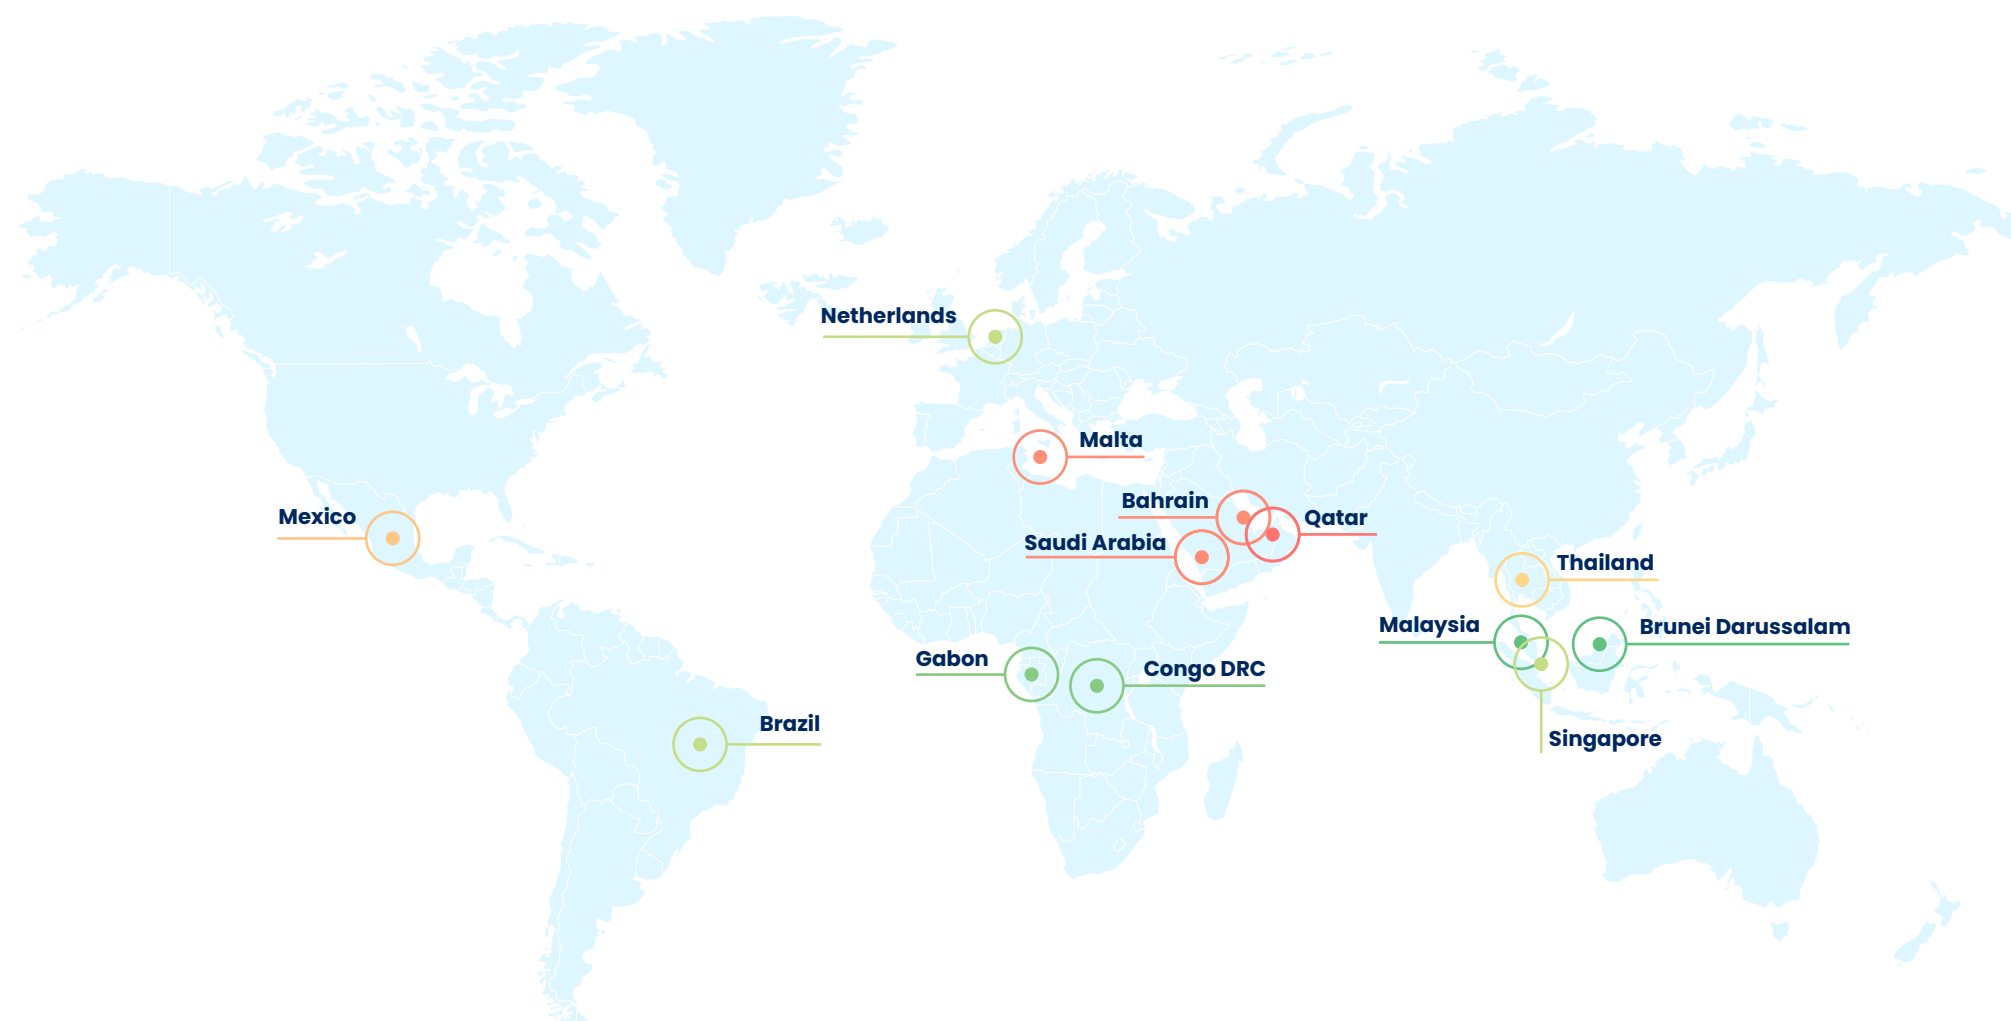 Netherlands
Malta
Bahrain
Qatar
Mexico
Saudi Arabia
Thailand
Malaysia
Brunei Darussalam
Gabon
Congo DRC
Brazil
Singapore